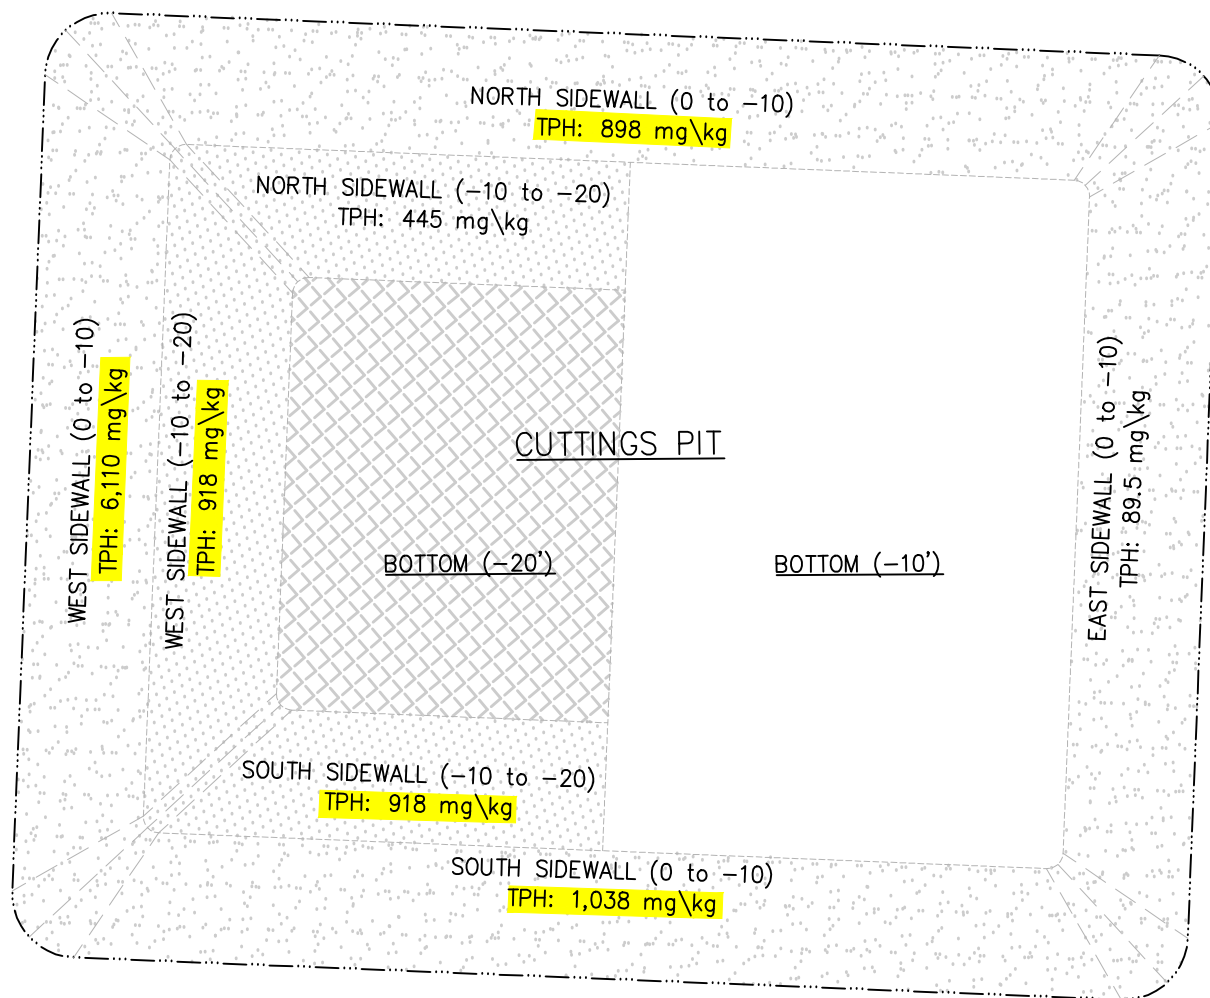 NORTH SIDEWALL (0 to -10)
TPH: 898 mg\kg
NORTH SIDEWALL (-10 to -20)
TPH: 445 mg\kg
WEST SIDEWALL (0 to -10)
TPH: 6,110 mg\kg
WEST SIDEWALL (-10 to -20)
TPH: 918 mg\kg
CUTTINGS PIT
BOTTOM (-20')
BOTTOM (-10')
EAST SIDEWALL (0 to -10)
TPH: 89.5 mg\kg
SOUTH SIDEWALL (-10 to -20)
TPH: 918 mg\kg
SOUTH SIDEWALL (0 to -10)
TPH: 1,038 mg\kg